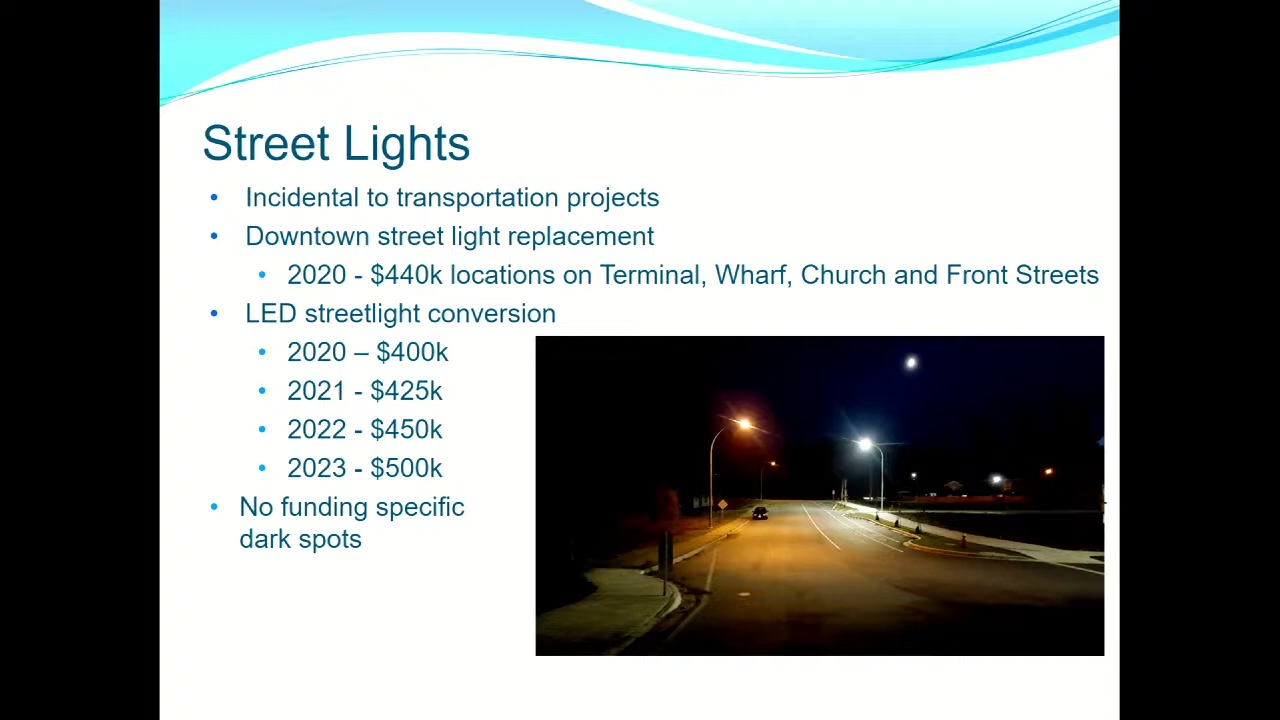 Street Lights
• Incidental to transportation projects
• Downtown street light replacement
• 2020 - $440k locations on Terminal, Wharf, Church and Front Streets
• LED streetlight conversion
• 2020 – $400k
• 2021 - $425k
• 2022 - $450k
• 2023 - $500k
• No funding specific
dark spots